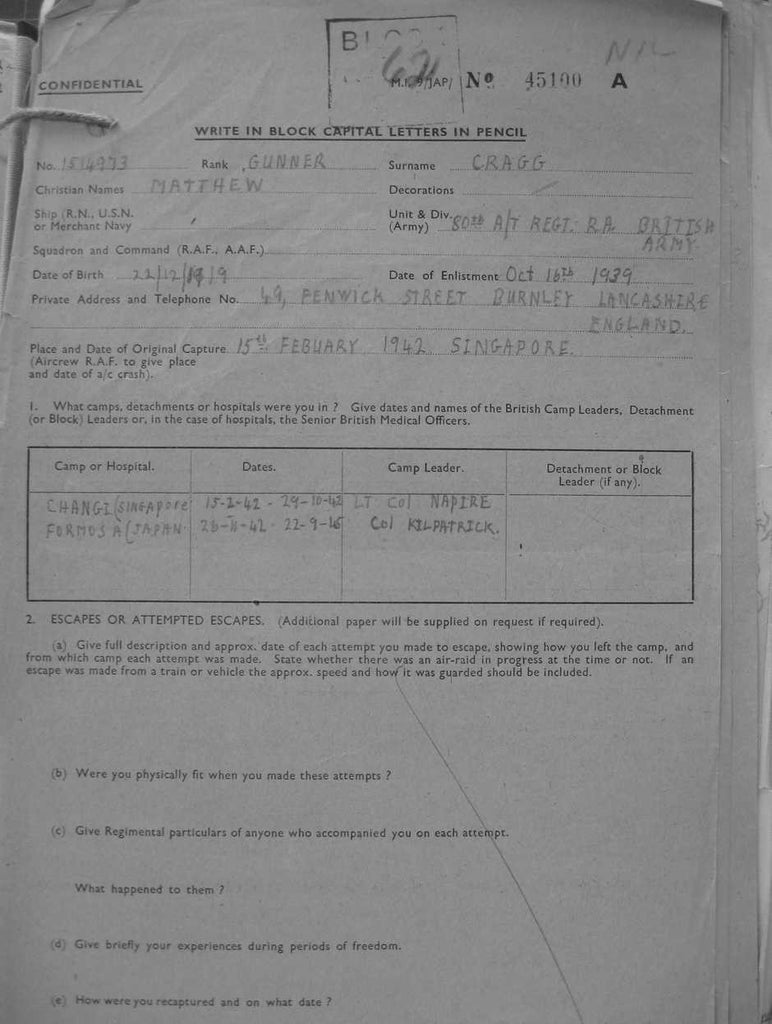 NIL
CONFIDENTIAL
/JAP/ No 45100 A
WRITE IN BLOCK CAPITAL LETTERS IN PENCIL
No. 1514973 Rank GUNNER Surname CRAGG
Christian Names MATTHEW Decorations
Ship (R.N., U.S.N. or Merchant Navy
Unit & Div. (Army) 80th A/T REGT. R.A. BRITISH
ARMY.
Squadron and Command (R.A.F., A.A.F.)
Date of Birth 22/12/1919 Date of Enlistment Oct 16th 1939
Private Address and Telephone No. 49, PENWICK STREET BURNLEY LANCASHIRE
ENGLAND.
Place and Date of Original Capture 15th FEBUARY 1942 SINGAPORE.
(Aircrew R.A.F. to give place
and date of a/c crash).
1. What camps, detachments or hospitals were you in ? Give dates and names of the British Camp Leaders, Detachment
(or Block) Leaders or, in the case of hospitals, the Senior British Medical Officers.
Camp or Hospital. Dates. Camp Leader. Detachment or Block
Leader (if any).
CHANGI (SINGAPORE 15-2-42 - 29-10-42 LT Col NAPIRE
FORMOSA (JAPAN. 22-9-45 Col KILPATRICK.
2. ESCAPES OR ATTEMPTED ESCAPES. (Additional paper will be supplied on request if required).
(a) Give full description and approx. date of each attempt you made to escape, showing how you left the camp, and
from which camp each attempt was made. State whether there was an air-raid in progress at the time or not. If an
escape was made from a train or vehicle the approx. speed and how it was guarded should be included.
(b) Were you physically fit when you made these attempts ?
(c) Give Regimental particulars of anyone who accompanied you on each attempt.
What happened to them ?
(d) Give briefly your experiences during periods of freedom.
(e) How were you recaptured and on what date ?